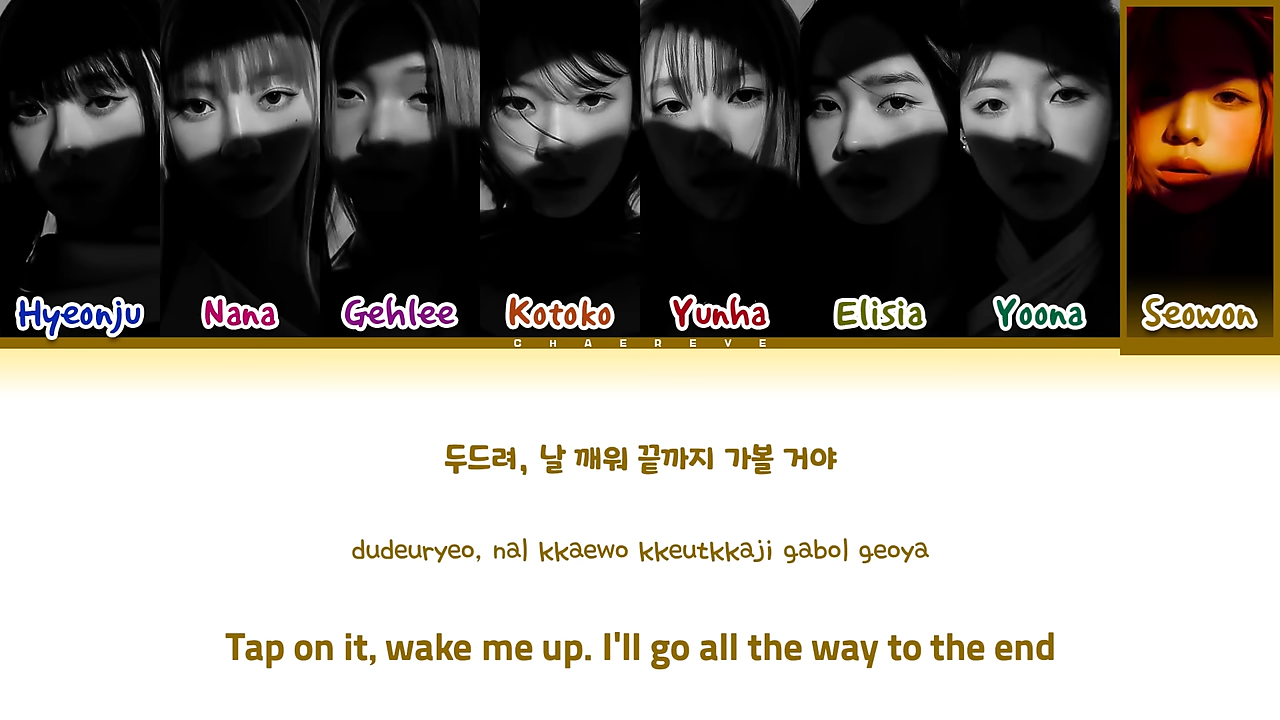 Hyeonju Nana Gehlee Kotoko Yunha Elisia Yoona Seowon
CHAEREVE
두드려, 날 깨워 끝까지 가볼 거야
dudeuryeo, nal kkaewo kkeutkkaji gabol geoya
Tap on it, wake me up. I'll go all the way to the end